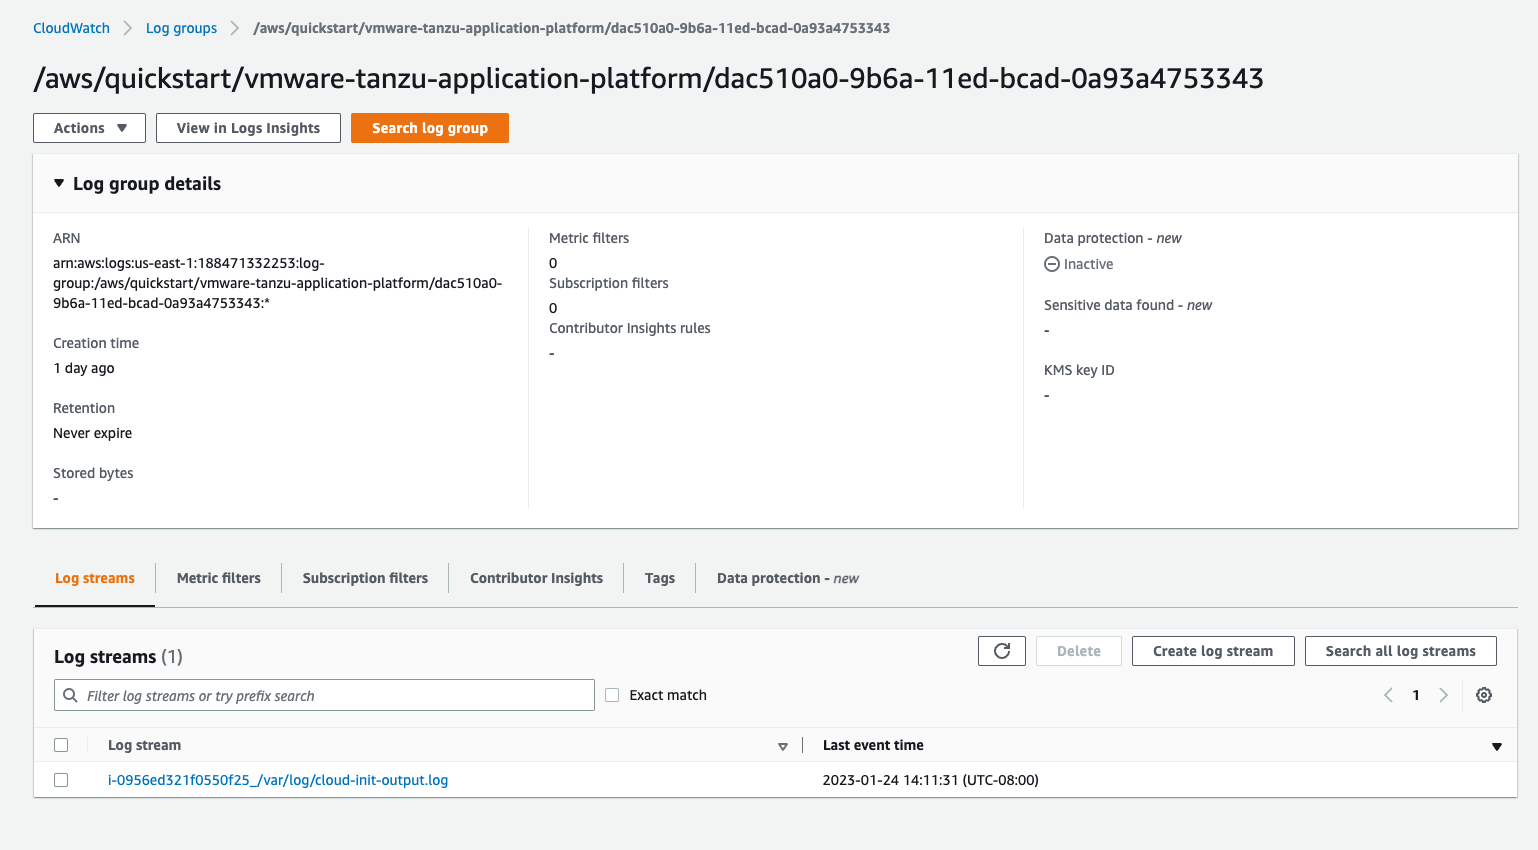 CloudWatch > Log groups > /aws/quickstart/vmware-tanzu-application-platform/dac510a0-9b6a-11ed-bcad-0a93a4753343
/aws/quickstart/vmware-tanzu-application-platform/dac510a0-9b6a-11ed-bcad-0a93a4753343
Actions ▼ View in Logs Insights Search log group
▼ Log group details
ARN
arn:aws:logs:us-east-1:188471332253:log-
group:/aws/quickstart/vmware-tanzu-application-platform/dac510a0-
9b6a-11ed-bcad-0a93a4753343:*
Creation time
1 day ago
Retention
Never expire
Stored bytes
-
Metric filters
0
Subscription filters
0
Contributor Insights rules
-
Data protection - new
Inactive
Sensitive data found - new
-
KMS key ID
-
Log streams Metric filters Subscription filters Contributor Insights Tags Data protection - new
Log streams (1) Delete Create log stream Search all log streams
Filter log streams or try prefix search Exact match 1
Log stream Last event time
i-0956ed321f0550f25_/var/log/cloud-init-output.log 2023-01-24 14:11:31 (UTC-08:00)